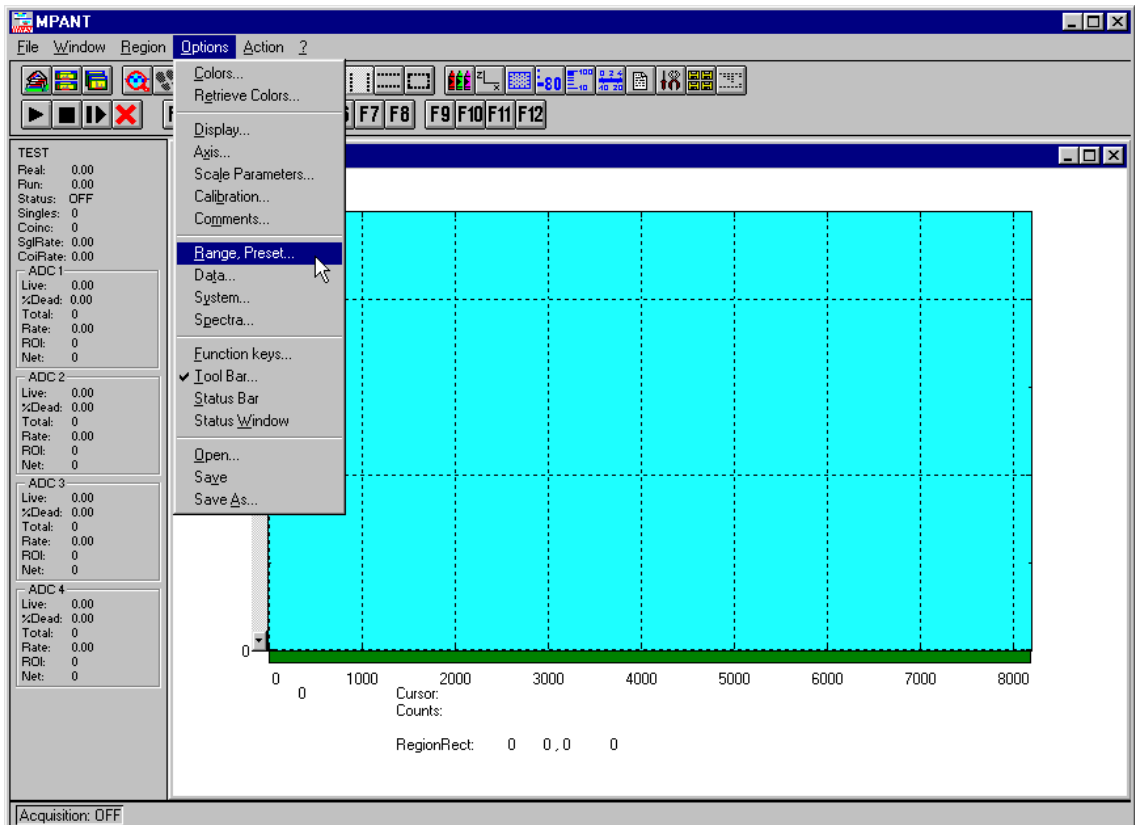 MPANT
File Window Region Options Action ?
F7 F8 F9 F10 F11 F12
Colors...
Retrieve Colors...
Display...
Axis...
Scale Parameters...
Calibration...
Comments...
Range, Preset...
Data...
System...
Spectra...
Function keys...
Tool Bar...
Status Bar
Status Window
Open...
Save
Save As...
TEST
Real: 0.00
Run: 0.00
Status: OFF
Singles: 0
Coinc: 0
SglRate: 0.00
CoiRate: 0.00
ADC 1
Live: 0.00
%Dead: 0.00
Total: 0
Rate: 0.00
ROI: 0
Net: 0
ADC 2
Live: 0.00
%Dead: 0.00
Total: 0
Rate: 0.00
ROI: 0
Net: 0
ADC 3
Live: 0.00
%Dead: 0.00
Total: 0
Rate: 0.00
ROI: 0
Net: 0
ADC 4
Live: 0.00
%Dead: 0.00
Total: 0
Rate: 0.00
ROI: 0
Net: 0
0
0 1000 2000 3000 4000 5000 6000 7000 8000
0 Cursor:
Counts:
RegionRect: 0 0 , 0 0
Acquisition: OFF